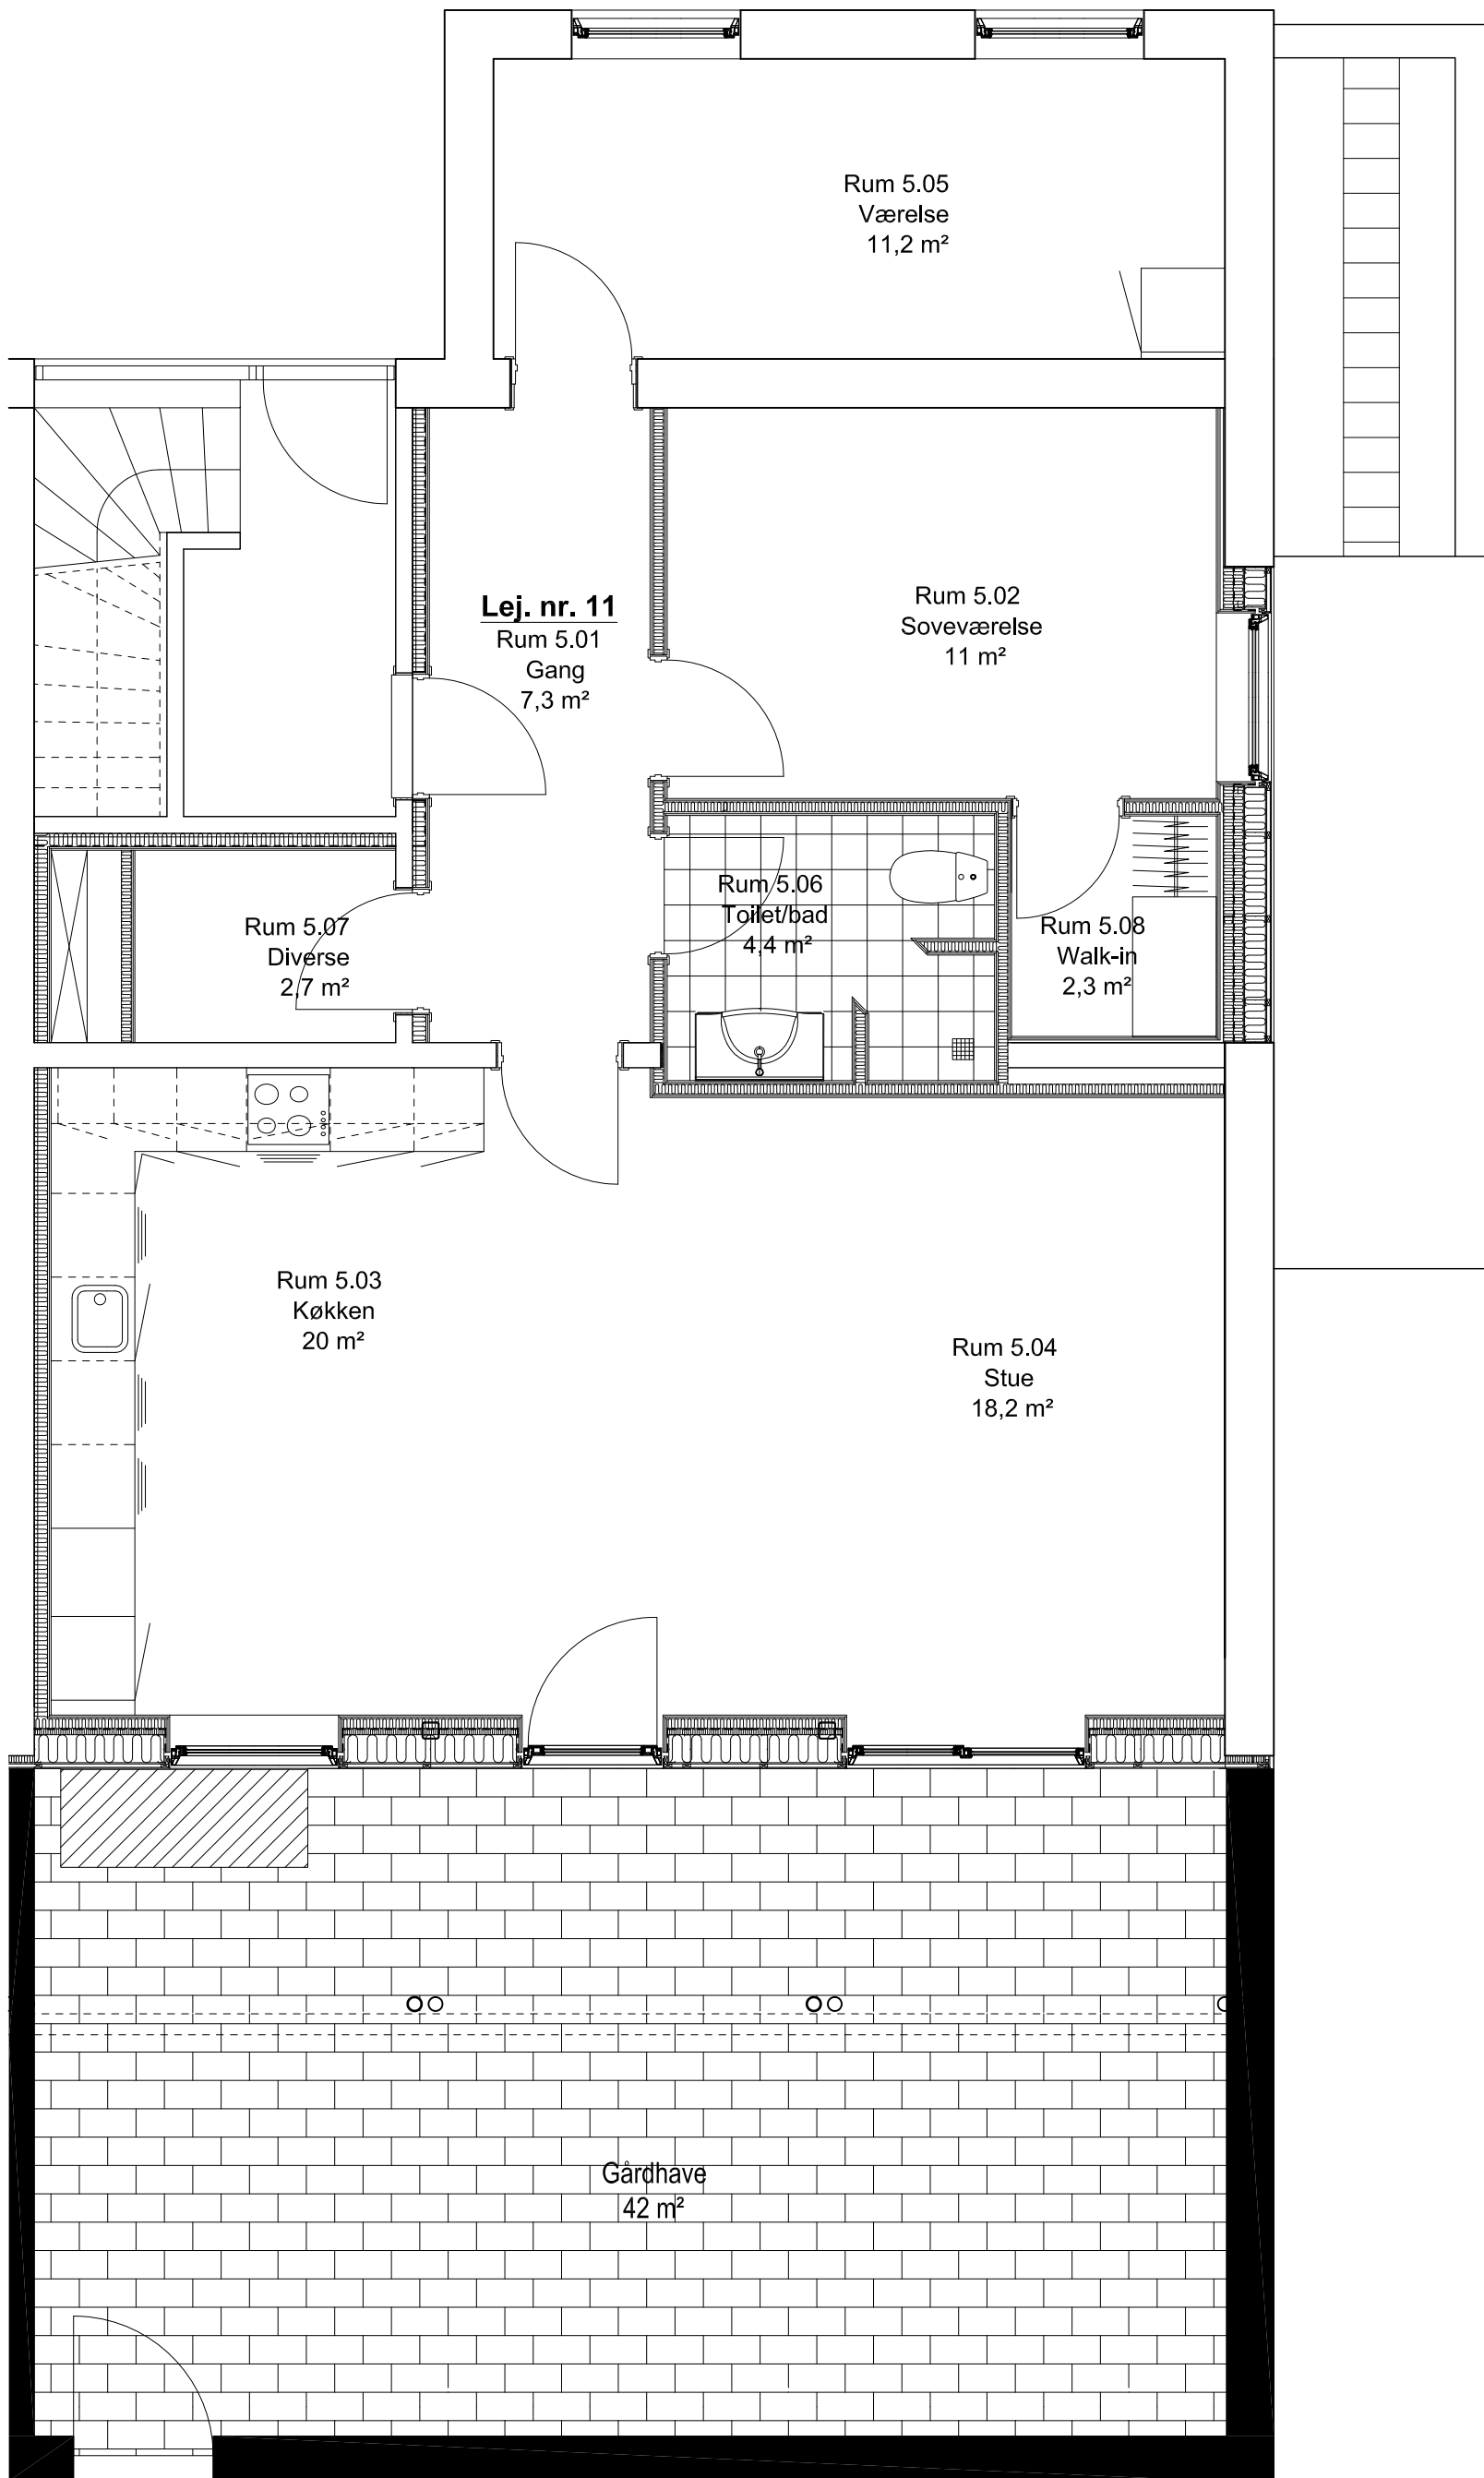 Rum 5.05
Værelse
11,2 m²
Lej. nr. 11
Rum 5.01
Gang
7,3 m²
Rum 5.02
Soveværelse
11 m²
Rum 5.06
Toilet/bad
4,4 m²
Rum 5.07
Diverse
2,7 m²
Rum 5.08
Walk-in
2,3 m²
Rum 5.03
Køkken
20 m²
Rum 5.04
Stue
18,2 m²
Gårdhave
42 m²